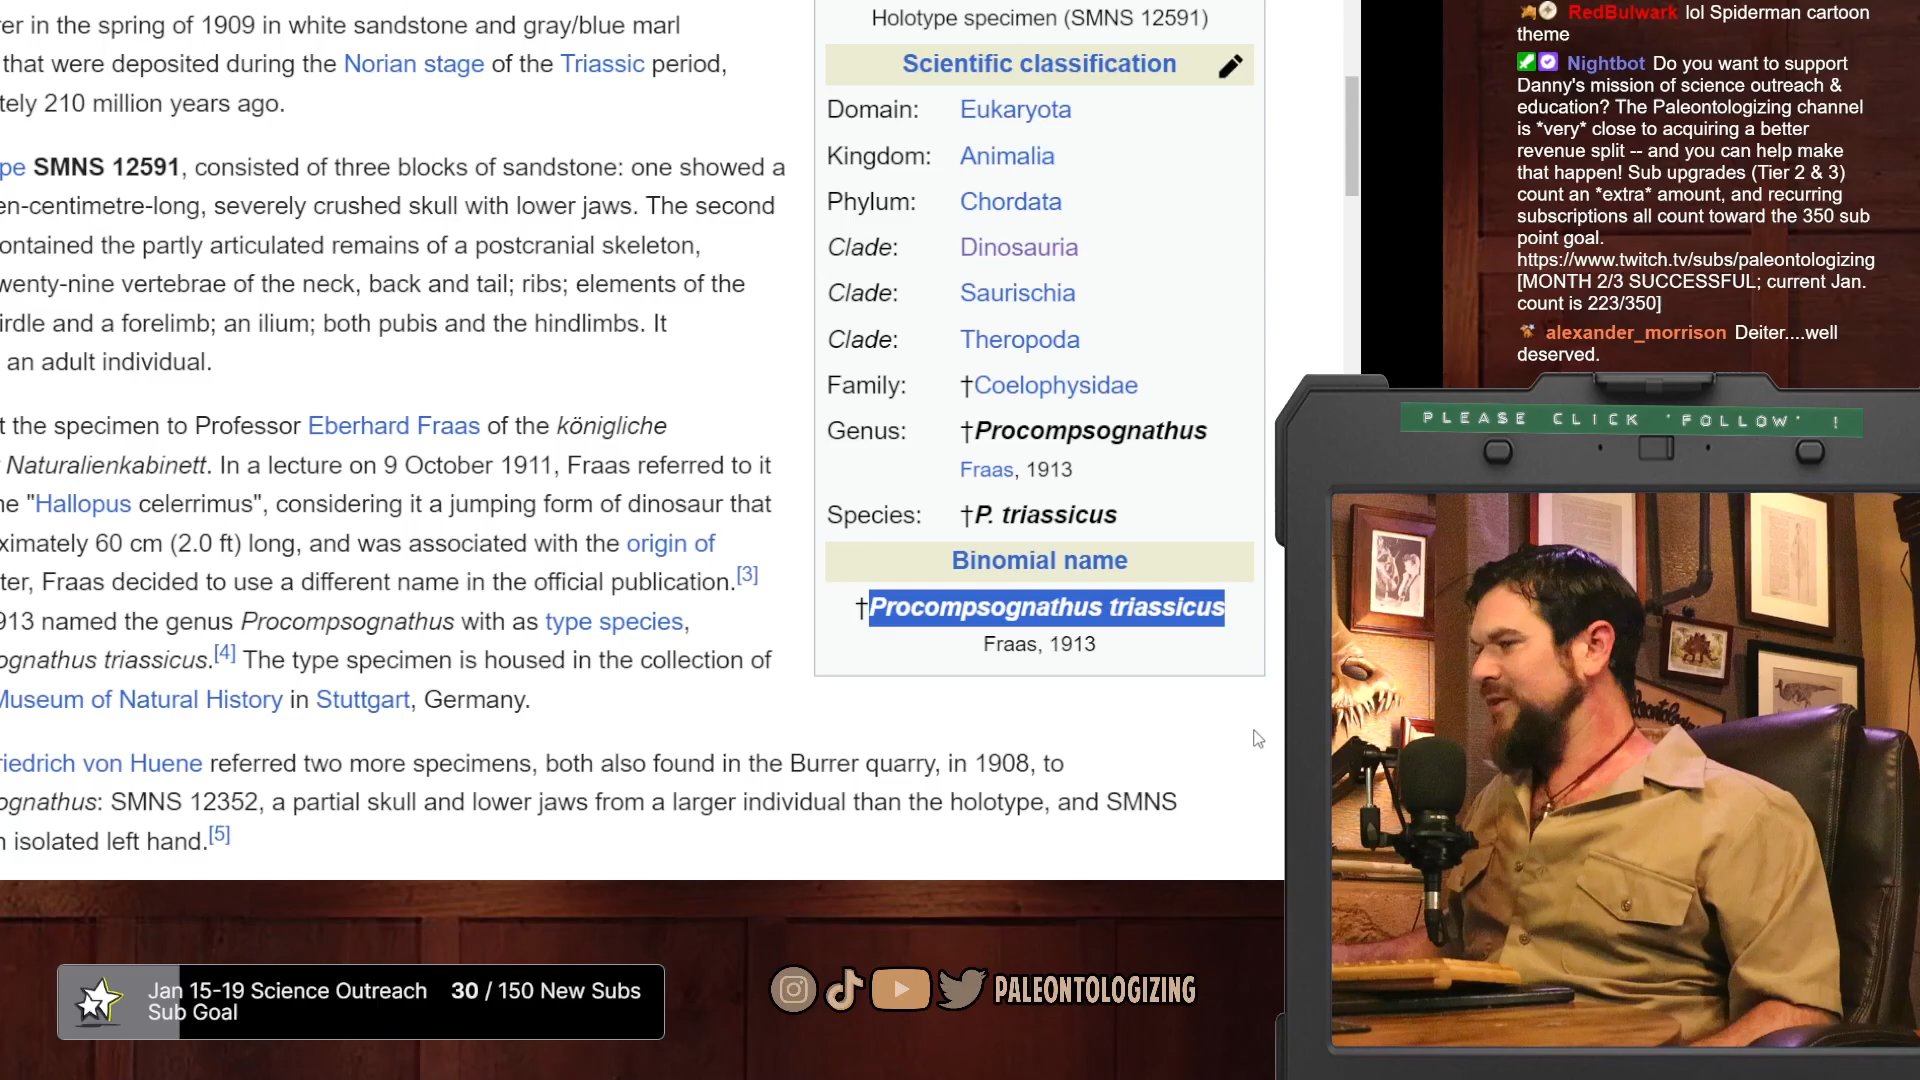 rer in the spring of 1909 in white sandstone and gray/blue marl
that were deposited during the Norian stage of the Triassic period,
tely 210 million years ago.
pe SMNS 12591, consisted of three blocks of sandstone: one showed a
en-centimetre-long, severely crushed skull with lower jaws. The second
ontained the partly articulated remains of a postcranial skeleton,
wenty-nine vertebrae of the neck, back and tail; ribs; elements of the
irdle and a forelimb; an ilium; both pubis and the hindlimbs. It
an adult individual.
t the specimen to Professor Eberhard Fraas of the königliche
Naturalienkabinett. In a lecture on 9 October 1911, Fraas referred to it
ne "Hallopus celerrimus", considering it a jumping form of dinosaur that
ximately 60 cm (2.0 ft) long, and was associated with the origin of
ter, Fraas decided to use a different name in the official publication.[3]
913 named the genus Procompsognathus with as type species,
ognathus triassicus.[4] The type specimen is housed in the collection of
Museum of Natural History in Stuttgart, Germany.
riedrich von Huene referred two more specimens, both also found in the Burrer quarry, in 1908, to
ognathus: SMNS 12352, a partial skull and lower jaws from a larger individual than the holotype, and SMNS
n isolated left hand.[5]
Holotype specimen (SMNS 12591)
Scientific classification
Domain: Eukaryota
Kingdom: Animalia
Phylum: Chordata
Clade: Dinosauria
Clade: Saurischia
Clade: Theropoda
Family: †Coelophysidae
Genus: †Procompsognathus
Fraas, 1913
Species: †P. triassicus
Binomial name
†Procompsognathus triassicus
Fraas, 1913
RedBulwark lol Spiderman cartoon
theme
Nightbot Do you want to support
Danny's mission of science outreach &
education? The Paleontologizing channel
is *very* close to acquiring a better
revenue split -- and you can help make
that happen! Sub upgrades (Tier 2 & 3)
count an *extra* amount, and recurring
subscriptions all count toward the 350 sub
point goal.
https://www.twitch.tv/subs/paleontologizing
[MONTH 2/3 SUCCESSFUL; current Jan.
count is 223/350]
alexander_morrison Deiter....well
deserved.
PLEASE CLICK 'FOLLOW' !
Jan 15-19 Science Outreach 30 / 150 New Subs
Sub Goal
PALEONTOLOGIZING